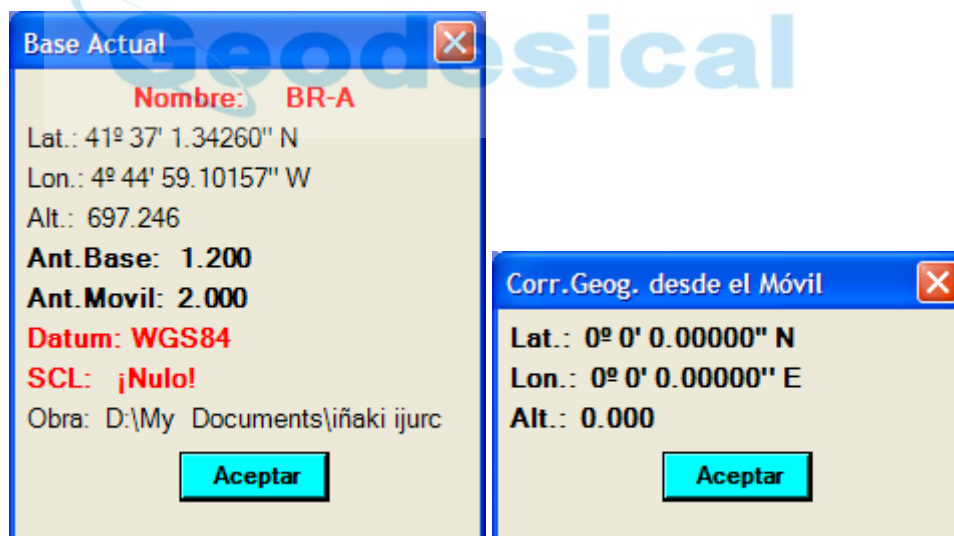 Geodesical
Base Actual
Nombre: BR-A
Lat.: 41º 37' 1.34260'' N
Lon.: 4º 44' 59.10157'' W
Alt.: 697.246
Ant.Base: 1.200
Ant.Movil: 2.000
Datum: WGS84
SCL: ¡Nulo!
Obra: D:\My Documents\iñaki ijurc
Aceptar
Corr.Geog. desde el Móvil
Lat.: 0º 0' 0.00000'' N
Lon.: 0º 0' 0.00000'' E
Alt.: 0.000
Aceptar